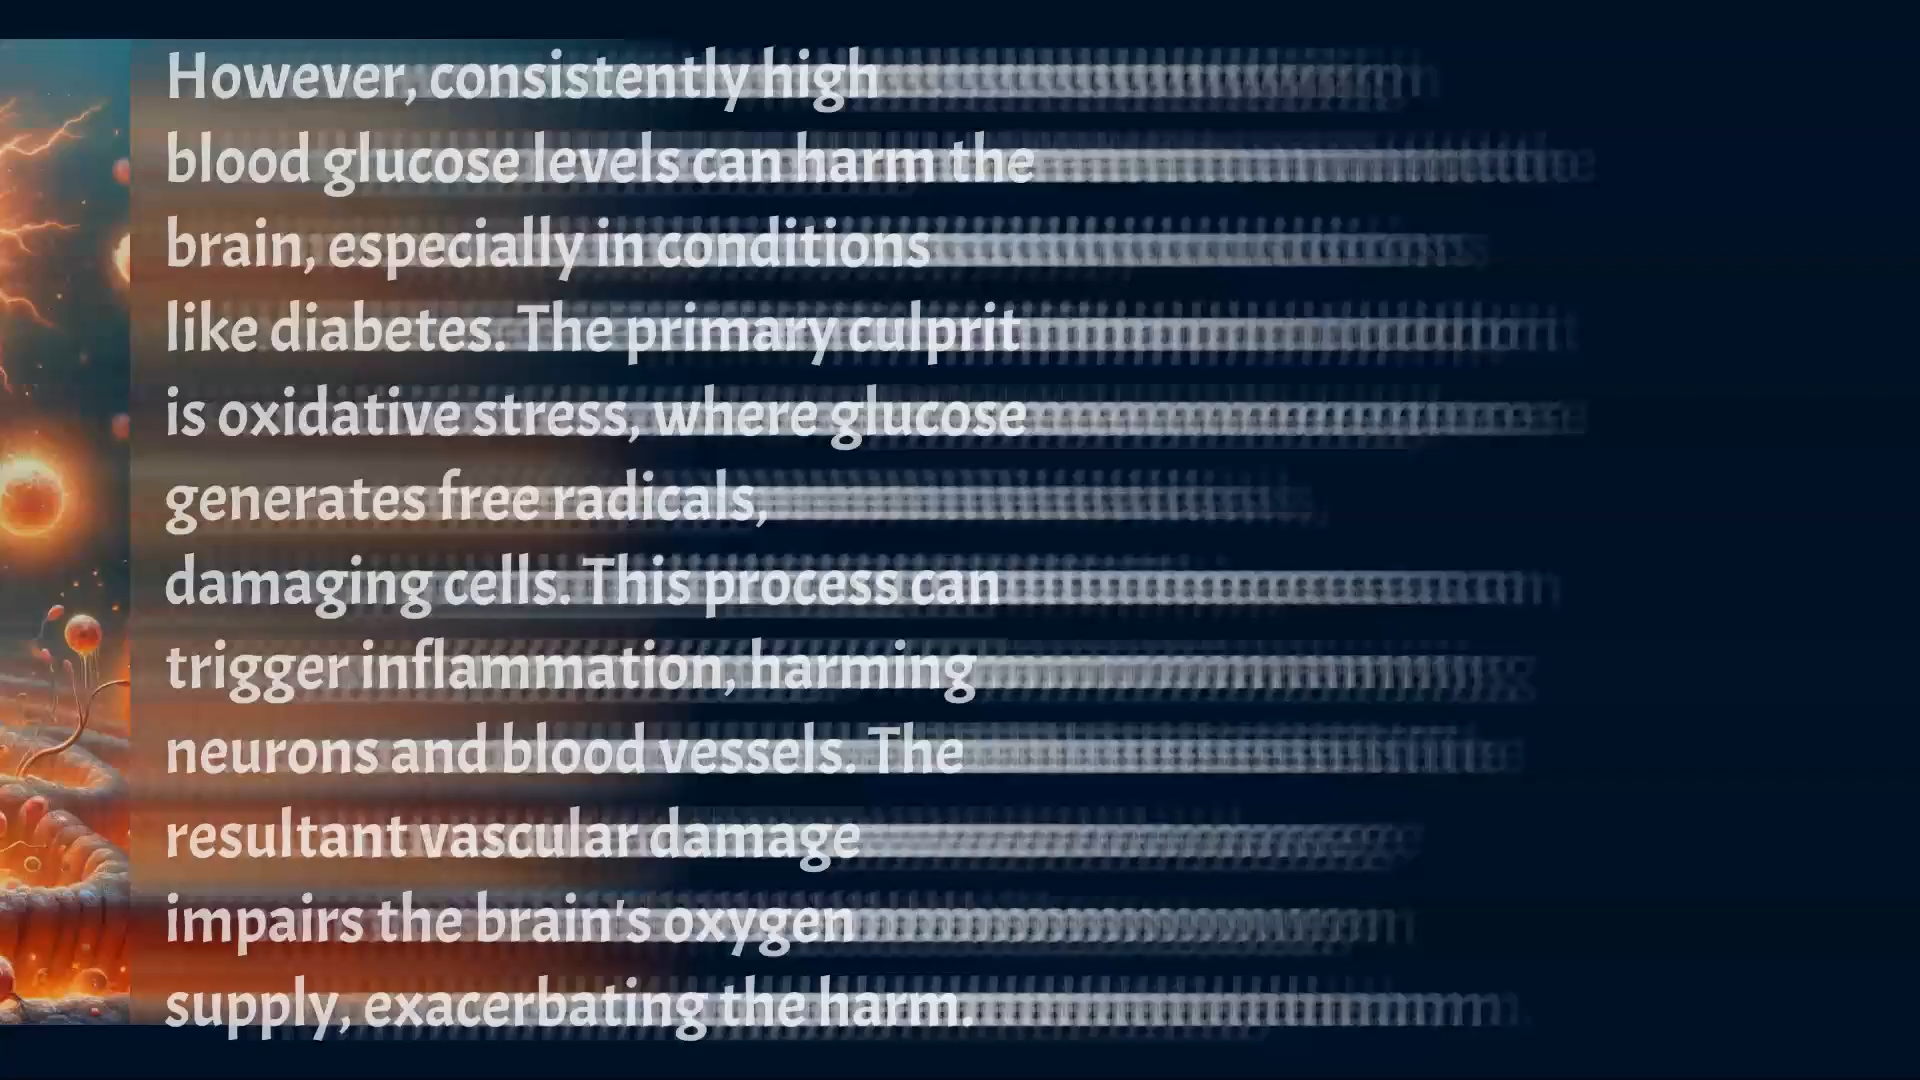 However, consistently high
blood glucose levels can harm the
brain, especially in conditions
like diabetes. The primary culprit
is oxidative stress, where glucose
generates free radicals,
damaging cells. This process can
trigger inflammation, harming
neurons and blood vessels. The
resultant vascular damage
impairs the brain's oxygen
supply, exacerbating the harm.